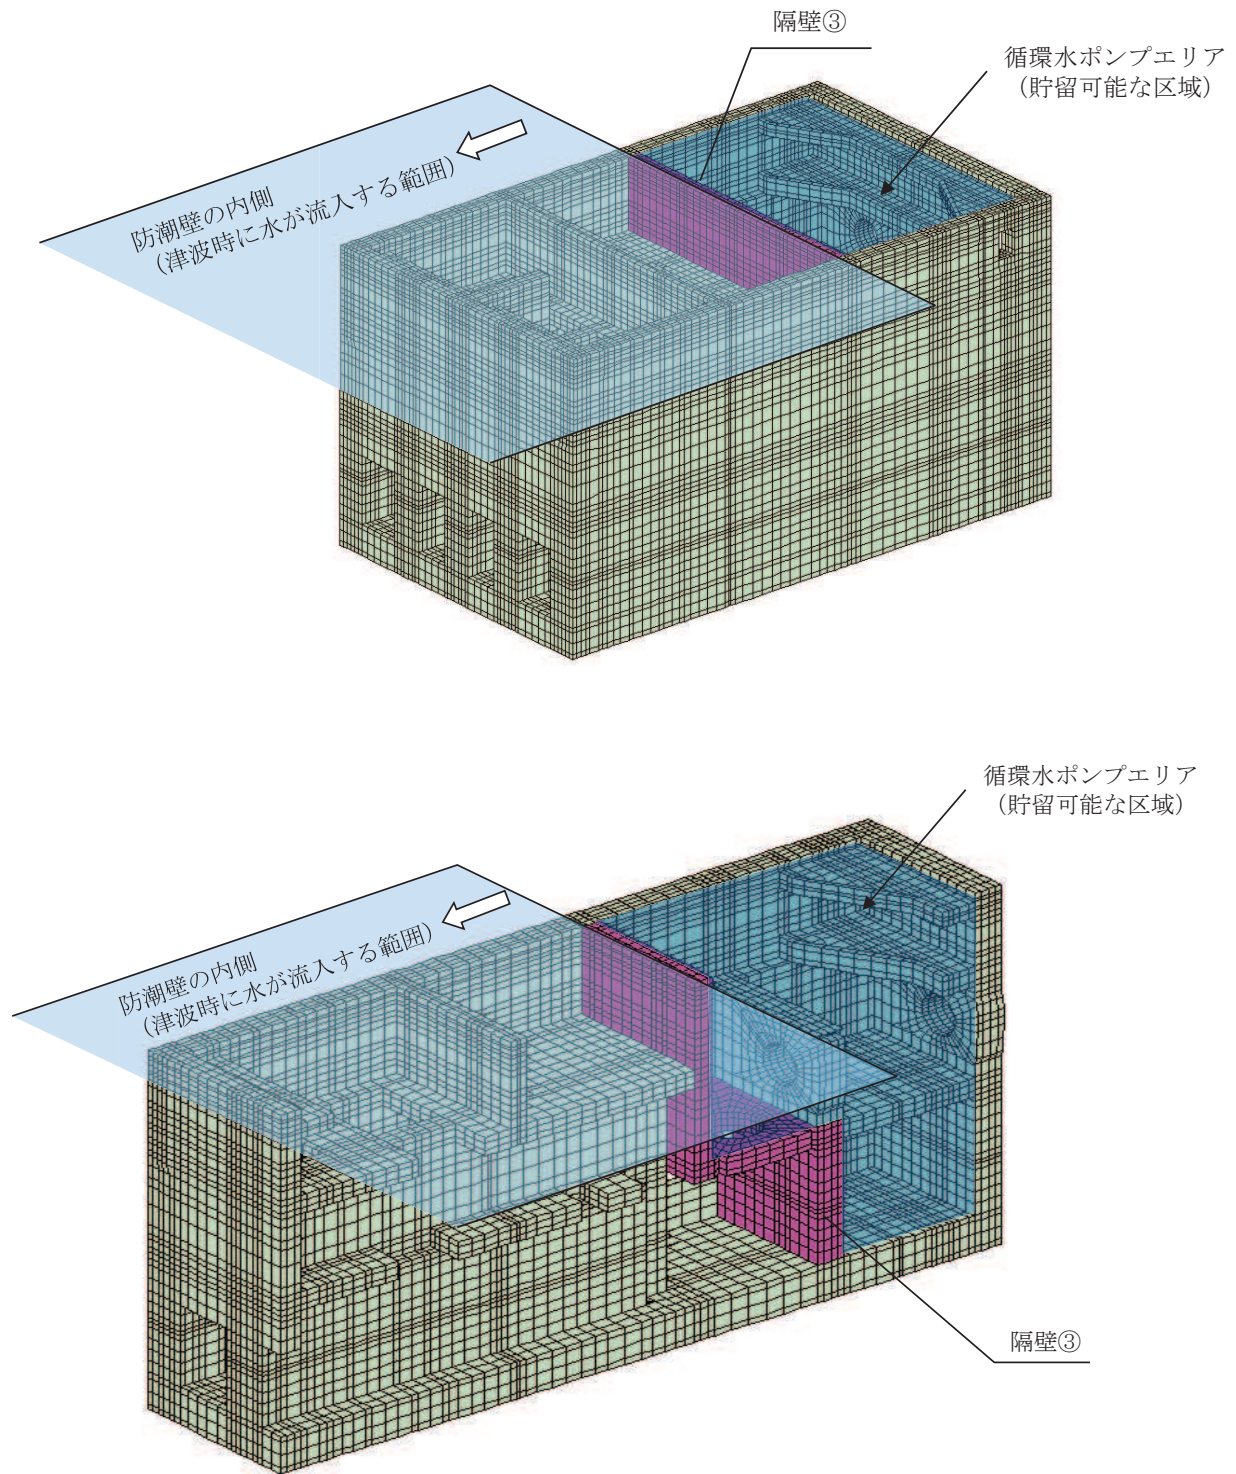 隔壁③
循環水ポンプエリア
（貯留可能な区域）
防潮壁の内側
（津波時に水が流入する範囲）
循環水ポンプエリア
（貯留可能な区域）
防潮壁の内側
（津波時に水が流入する範囲）
隔壁③